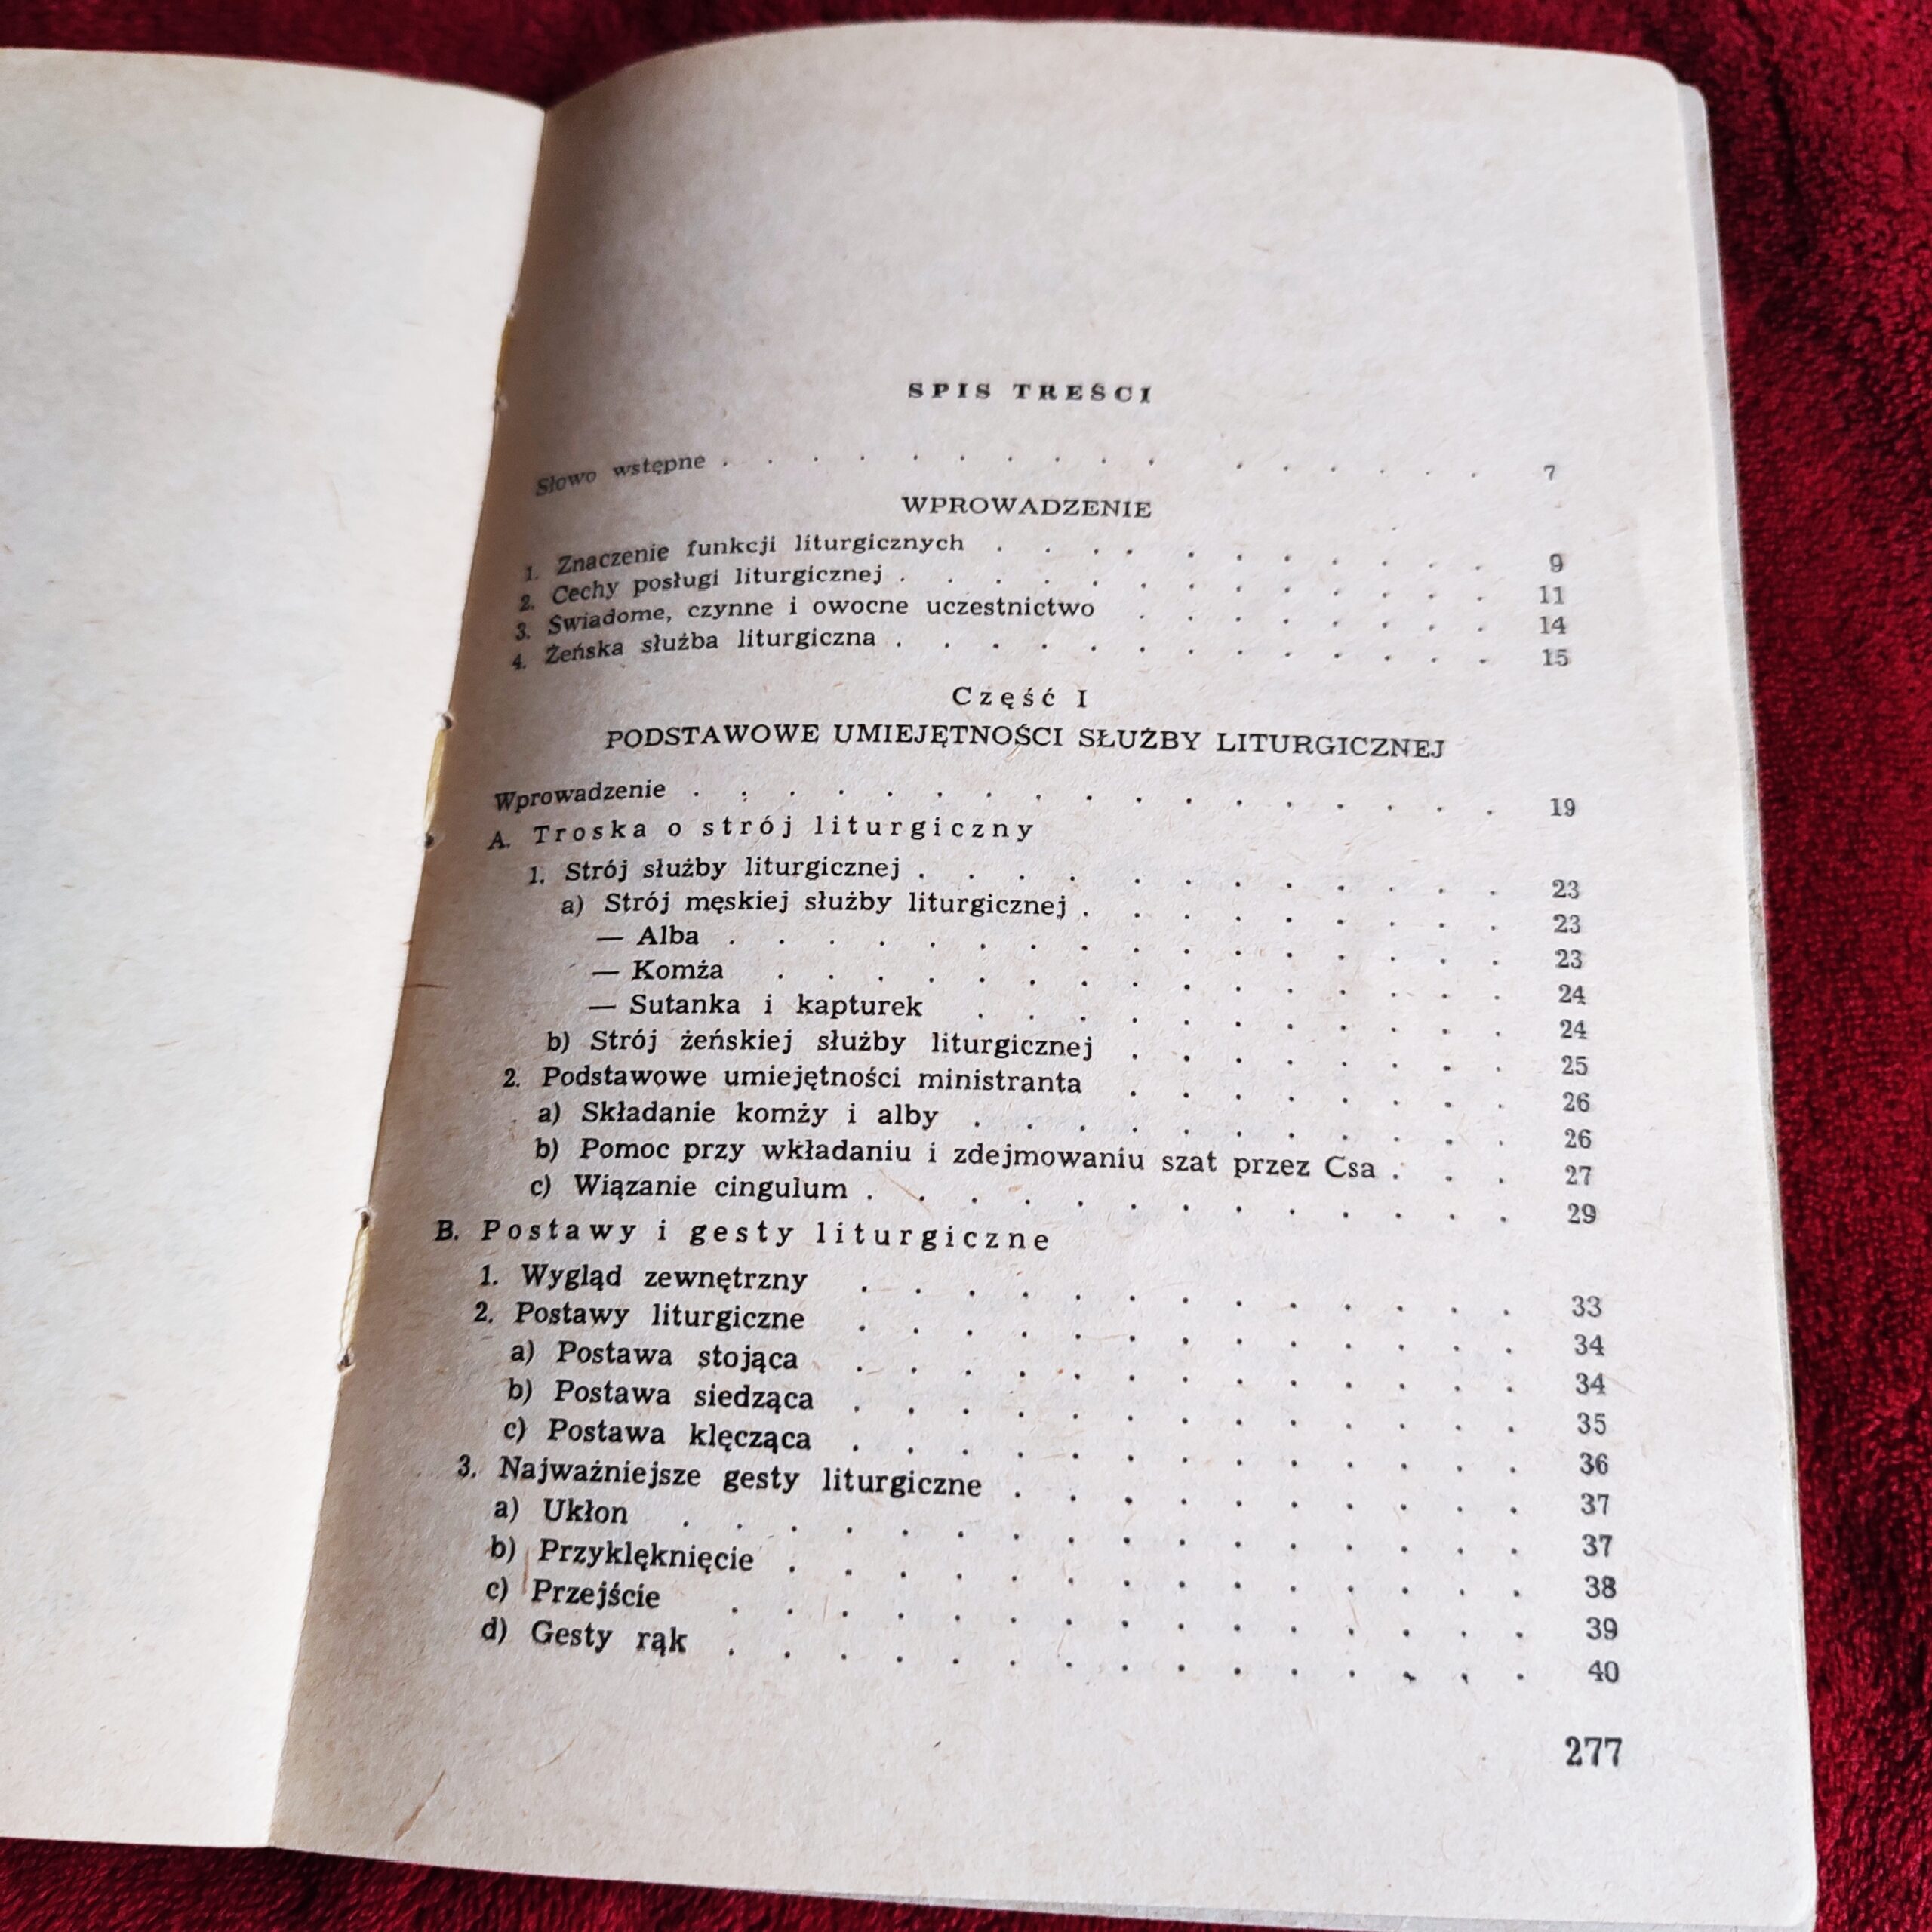 SPIS TREŚCI
Słowo wstępne . . . . . . . . . . . . . . . . 7
WPROWADZENIE
1. Znaczenie funkcji liturgicznych . . . . . . . . . . . 9
2. Cechy posługi liturgicznej . . . . . . . . . . . . . 11
3. Świadome, czynne i owocne uczestnictwo . . . . . . . . 14
4. Żeńska służba liturgiczna . . . . . . . . . . . . . 15
Część I
PODSTAWOWE UMIEJĘTNOŚCI SŁUŻBY LITURGICZNEJ
Wprowadzenie . . . . . . . . . . . . . . . . . 19
A. Troska o strój liturgiczny
1. Strój służby liturgicznej . . . . . . . . . . . . 23
a) Strój męskiej służby liturgicznej . . . . . . . . . 23
— Alba . . . . . . . . . . . . . . . . 23
— Komża . . . . . . . . . . . . . . . 24
— Sutanka i kapturek . . . . . . . . . . . 24
b) Strój żeńskiej służby liturgicznej . . . . . . . . 25
2. Podstawowe umiejętności ministranta . . . . . . . . 26
a) Składanie komży i alby . . . . . . . . . . . 26
b) Pomoc przy wkładaniu i zdejmowaniu szat przez Csa . . . 27
c) Wiązanie cingulum . . . . . . . . . . . . . 29
B. Postawy i gesty liturgiczne
1. Wygląd zewnętrzny . . . . . . . . . . . . . 33
2. Postawy liturgiczne . . . . . . . . . . . . . 34
a) Postawa stojąca . . . . . . . . . . . . . 34
b) Postawa siedząca . . . . . . . . . . . . . 35
c) Postawa klęcząca . . . . . . . . . . . . . 36
3. Najważniejsze gesty liturgiczne . . . . . . . . . . 37
a) Ukłon . . . . . . . . . . . . . . . . 37
b) Przyklęknięcie . . . . . . . . . . . . . . 38
c) Przejście . . . . . . . . . . . . . . . 39
d) Gesty rąk . . . . . . . . . . . . . . . 40
277